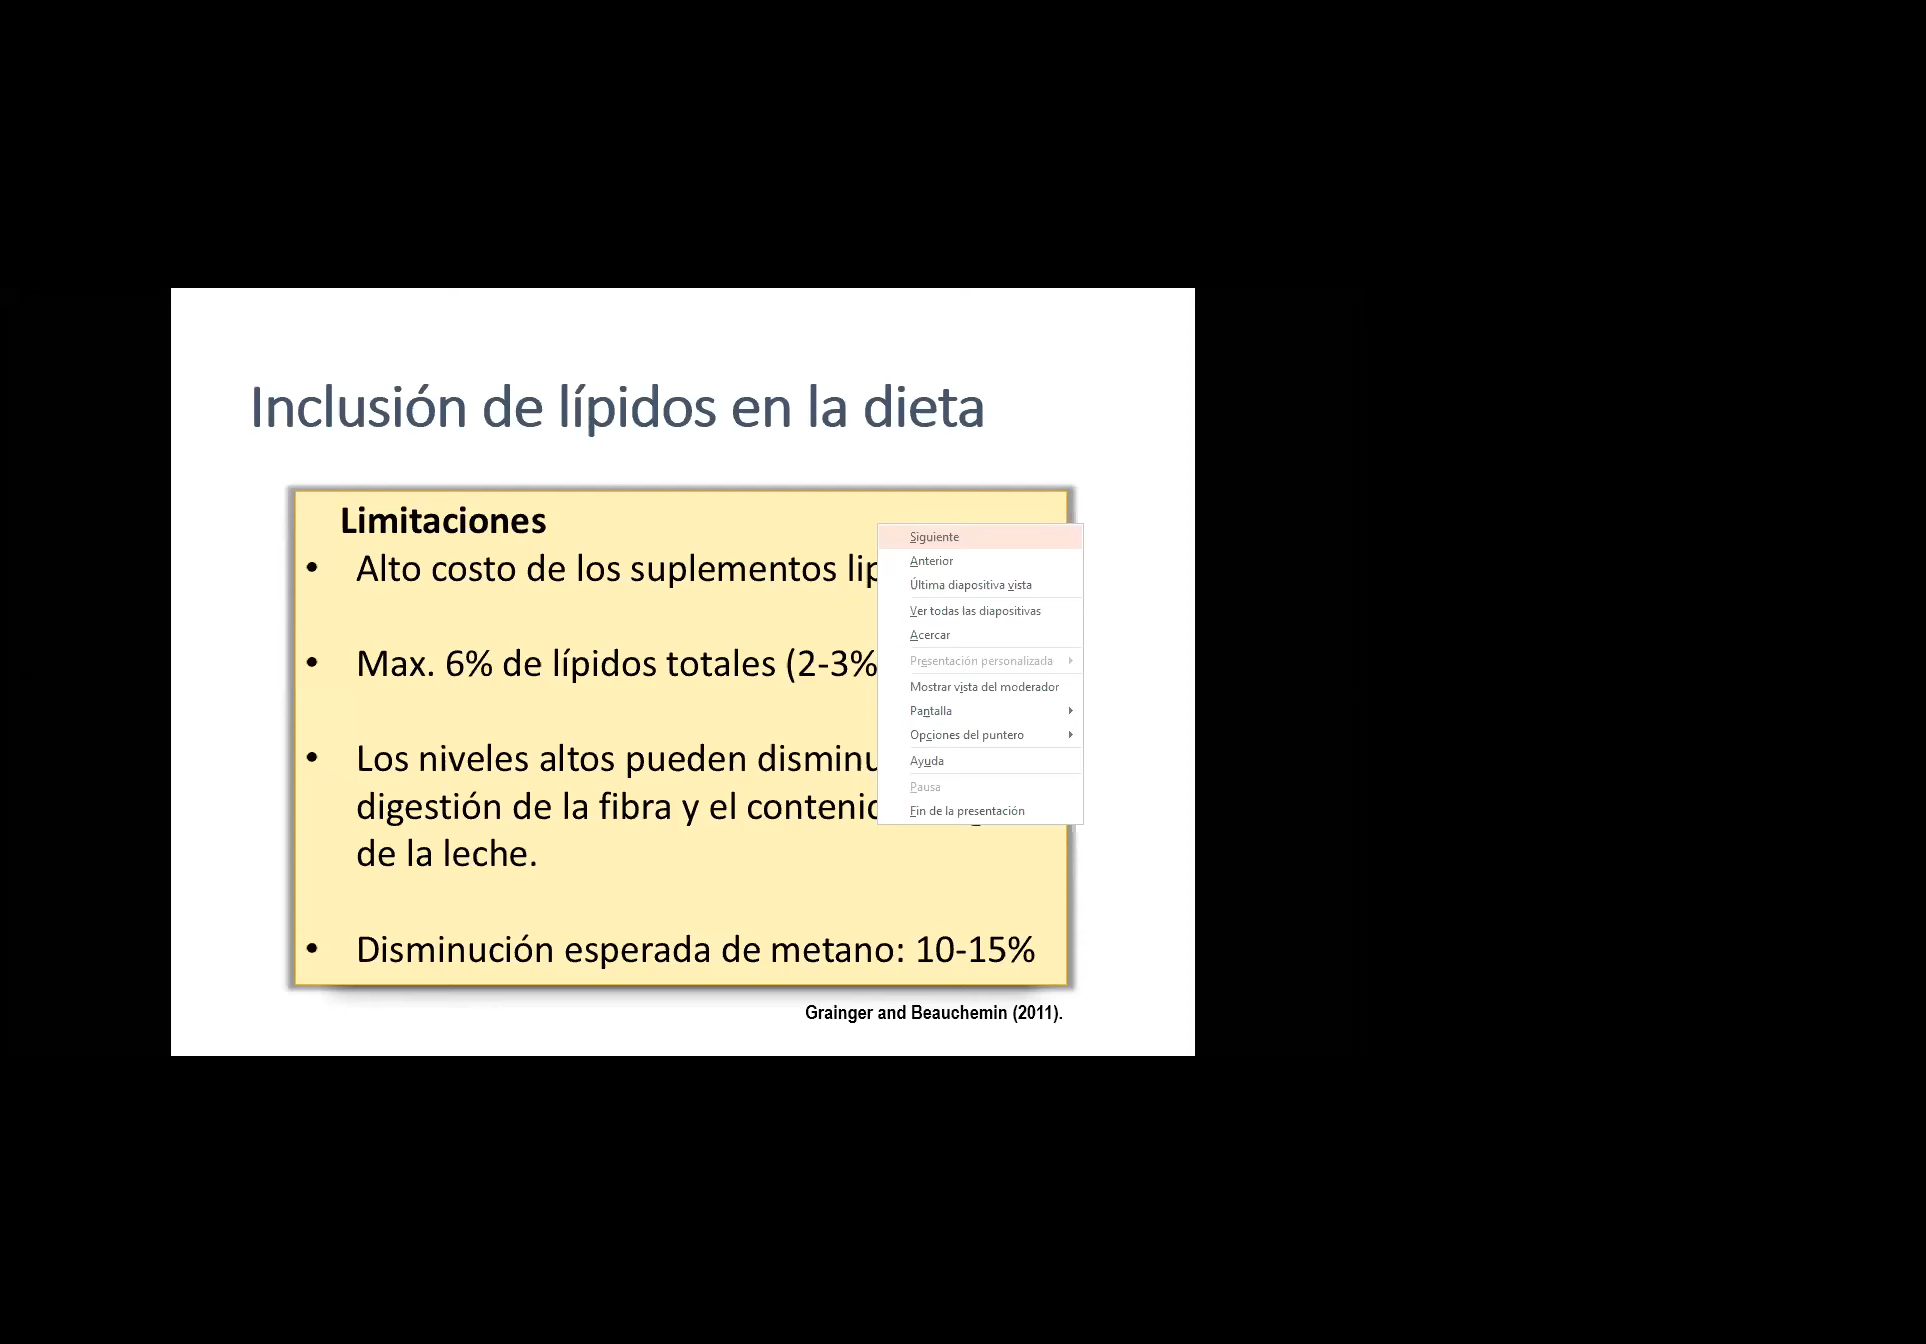 Inclusión de lípidos en la dieta
Limitaciones
• Alto costo de los suplementos
• Max. 6% de lípidos totales (2-3%
• Los niveles altos pueden
digestión de la fibra y el
de la leche.
• Disminución esperada de metano: 10-15%
Grainger and Beauchemin (2011).
Siguiente
Anterior
Última diapositiva vista
Ver todas las diapositivas
Acercar
Presentación personalizada
Mostrar vista del moderador
Pantalla
Opciones del puntero
Ayuda
Pausa
Fin de la presentación